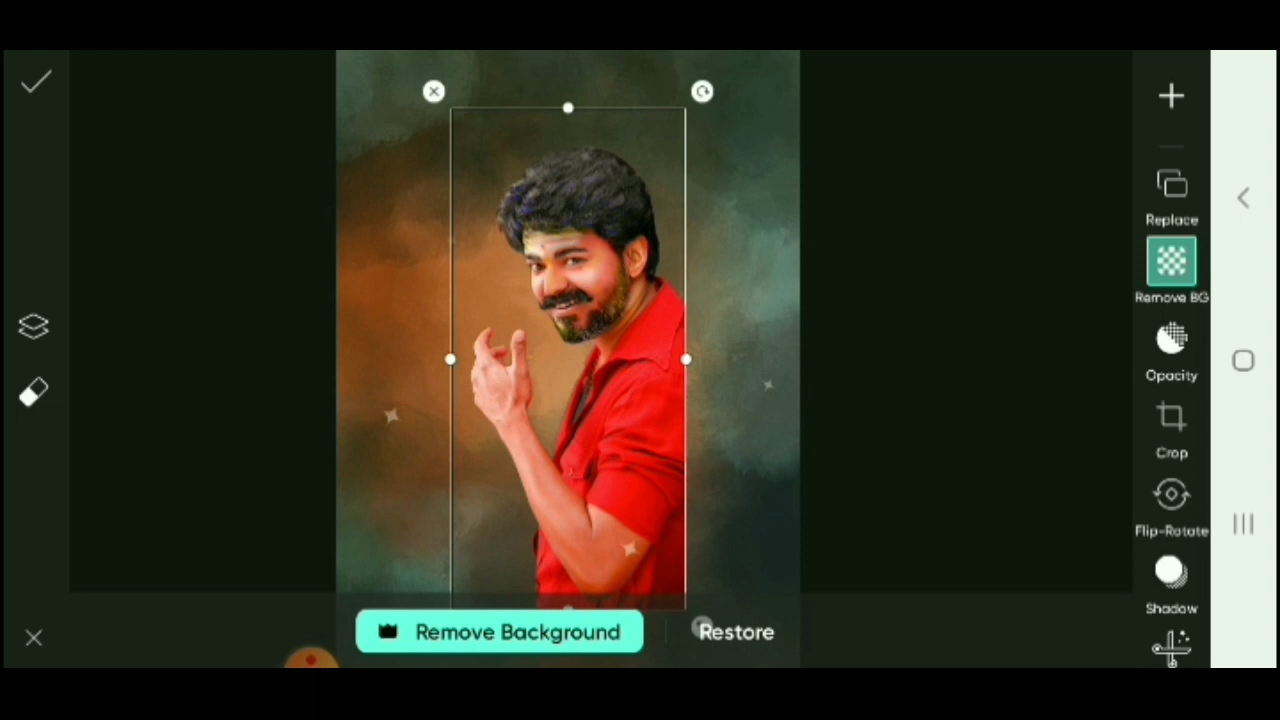 Replace
Remove BG
Opacity
Crop
Flip-Rotate
Shadow
Remove Background
Restore